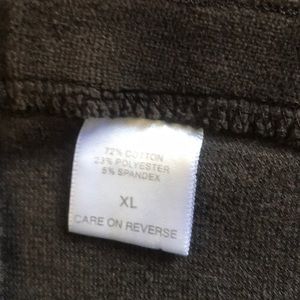 72% COTTON
23% POLYESTER
5% SPANDEX
XL
CARE ON REVERSE